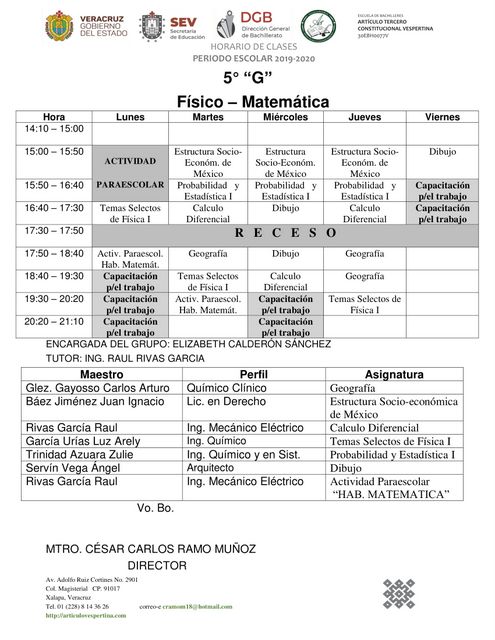 VERACRUZ
GOBIERNO
DEL ESTADO
SEV
Secretaría
de Educación
DGB
Dirección General
de Bachillerato
ESCUELA DE BACHILLERES
ARTÍCULO TERCERO
CONSTITUCIONAL VESPERTINA
30EBH0077V
HORARIO DE CLASES
PERIODO ESCOLAR 2019-2020
5° “G”
Físico – Matemática
Hora Lunes Martes Miércoles Jueves Viernes
14:10 – 15:00
15:00 – 15:50 Estructura Socio- Estructura Estructura Socio- Dibujo
ACTIVIDAD Económ. de Socio-Económ. Económ. de
México de México México
15:50 – 16:40 PARAESCOLAR Probabilidad y Probabilidad y Probabilidad y Capacitación
Estadística I Estadística I Estadística I p/el trabajo
16:40 – 17:30 Temas Selectos Calculo Dibujo Calculo Capacitación
de Física I Diferencial Diferencial p/el trabajo
17:30 – 17:50 R E C E S O
17:50 – 18:40 Activ. Paraescol. Geografía Dibujo Geografía
Hab. Matemát.
18:40 – 19:30 Capacitación Temas Selectos Calculo Geografía
p/el trabajo de Física I Diferencial
19:30 – 20:20 Capacitación Activ. Paraescol. Capacitación Temas Selectos de
p/el trabajo Hab. Matemát. p/el trabajo Física I
20:20 – 21:10 Capacitación Capacitación
p/el trabajo p/el trabajo
ENCARGADA DEL GRUPO: ELIZABETH CALDERÓN SÁNCHEZ
TUTOR: ING. RAUL RIVAS GARCIA
Maestro Perfil Asignatura
Glez. Gayosso Carlos Arturo Químico Clínico Geografía
Báez Jiménez Juan Ignacio Lic. en Derecho Estructura Socio-económica
de México
Rivas García Raul Ing. Mecánico Eléctrico Calculo Diferencial
García Urías Luz Arely Ing. Químico Temas Selectos de Física I
Trinidad Azuara Zulie Ing. Químico y en Sist. Probabilidad y Estadística I
Servín Vega Ángel Arquitecto Dibujo
Rivas García Raul Ing. Mecánico Eléctrico Actividad Paraescolar
“HAB. MATEMATICA”
Vo. Bo.
MTRO. CÉSAR CARLOS RAMO MUÑOZ
DIRECTOR
Av. Adolfo Ruiz Cortines No. 2901
Col. Magisterial CP. 91017
Xalapa, Veracruz
Tel. 01 (228) 8 14 36 26 correo-e cramom18@hotmail.com
http://articulovespertina.com